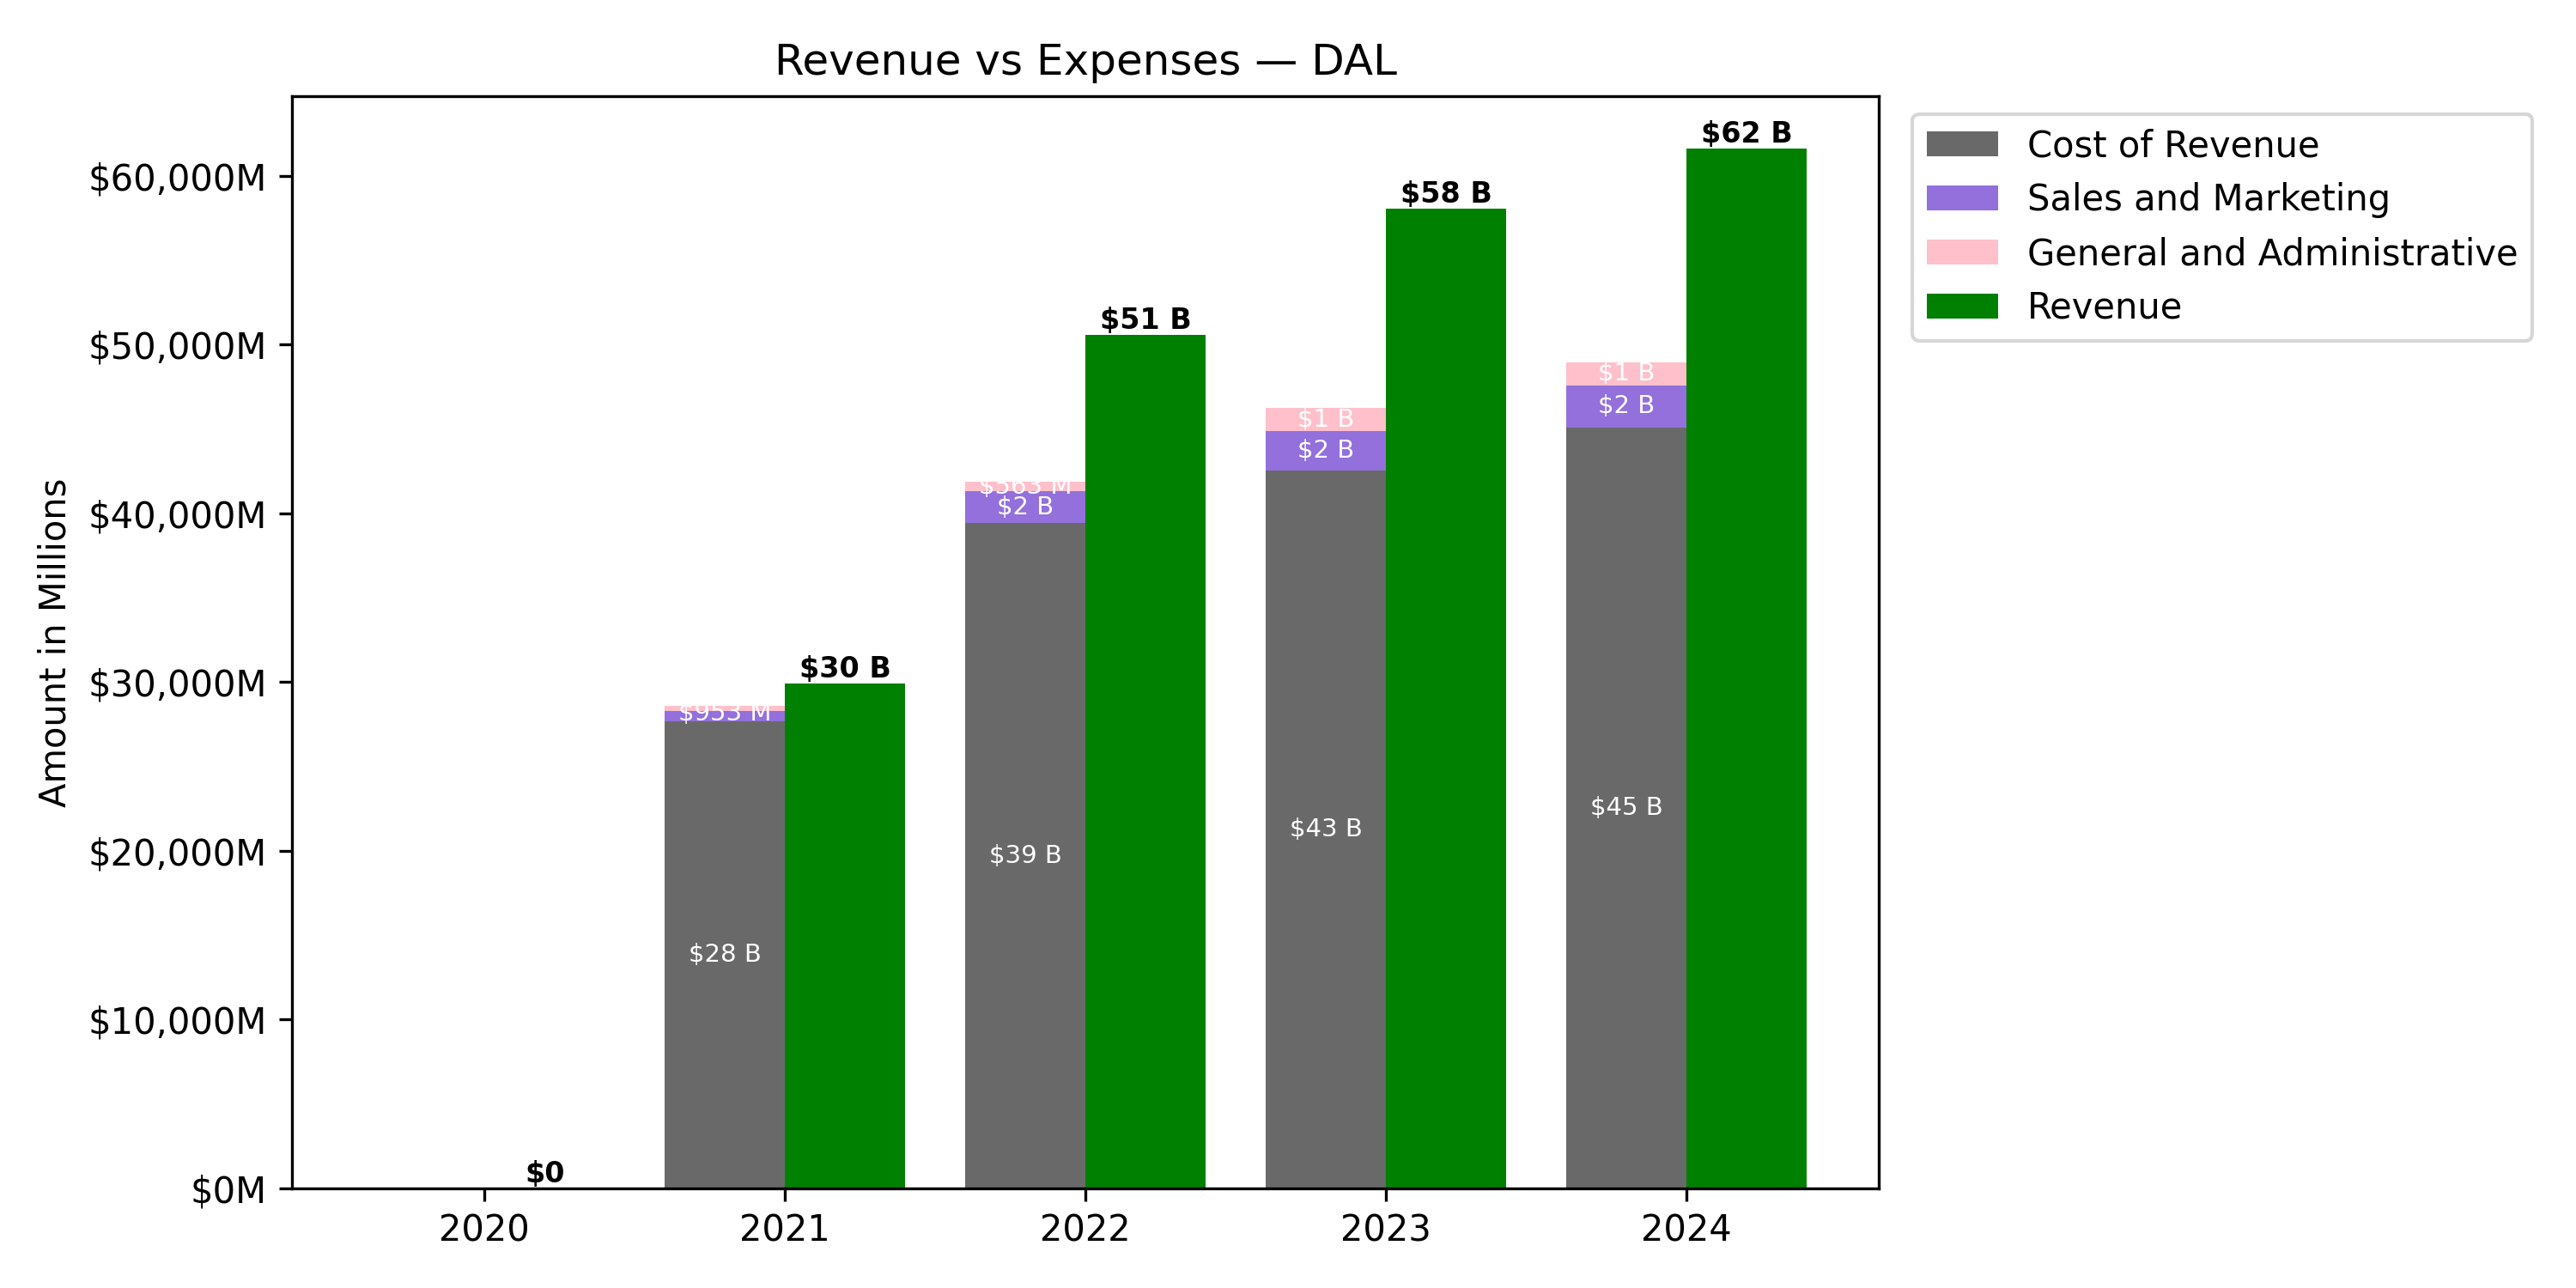 Revenue vs Expenses — DAL
Cost of Revenue
Sales and Marketing
General and Administrative
Revenue
Amount in Millions
$60,000M
$50,000M
$40,000M
$30,000M
$20,000M
$10,000M
$0M
$0
$28 B
$953 M
$30 B
$39 B
$2 B
$563 M
$51 B
$43 B
$2 B
$1 B
$58 B
$45 B
$2 B
$1 B
$62 B
2020
2021
2022
2023
2024